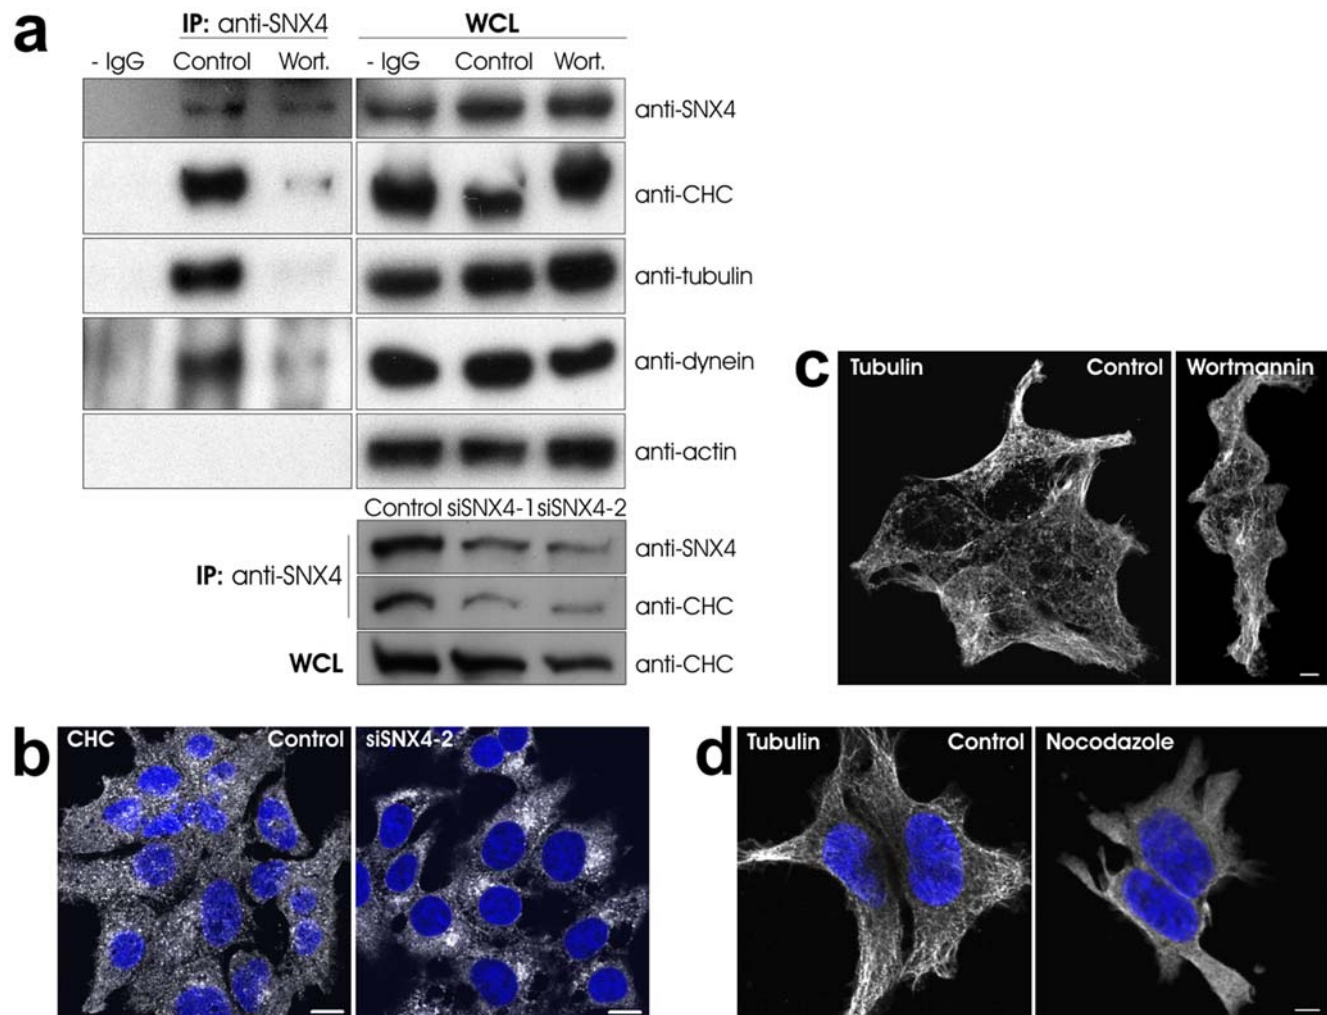 a
IP: anti-SNX4 WCL
- IgG Control Wort. - IgG Control Wort.
anti-SNX4
anti-CHC
anti-tubulin
anti-dynein
anti-actin
Control siSNX4-1 siSNX4-2
IP: anti-SNX4
anti-SNX4
anti-CHC
WCL anti-CHC
b
CHC Control siSNX4-2
c
Tubulin Control Wortmannin
d
Tubulin Control Nocodazole